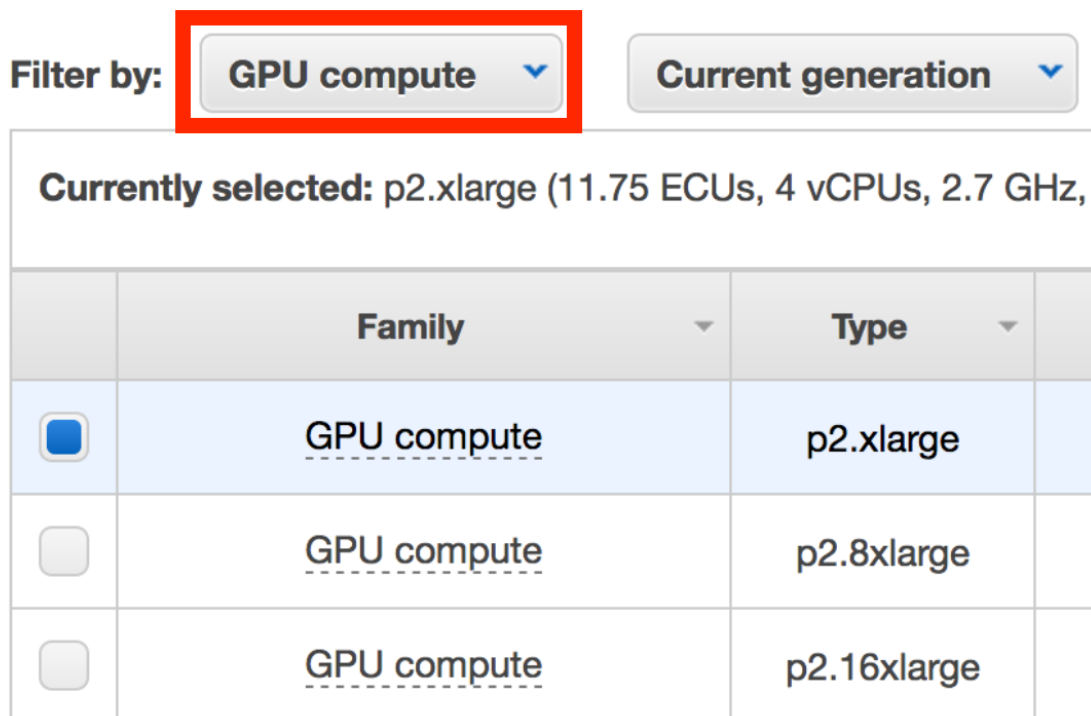 Filter by: GPU compute Current generation
Currently selected: p2.xlarge (11.75 ECUs, 4 vCPUs, 2.7 GHz,
Family Type
GPU compute p2.xlarge
GPU compute p2.8xlarge
GPU compute p2.16xlarge